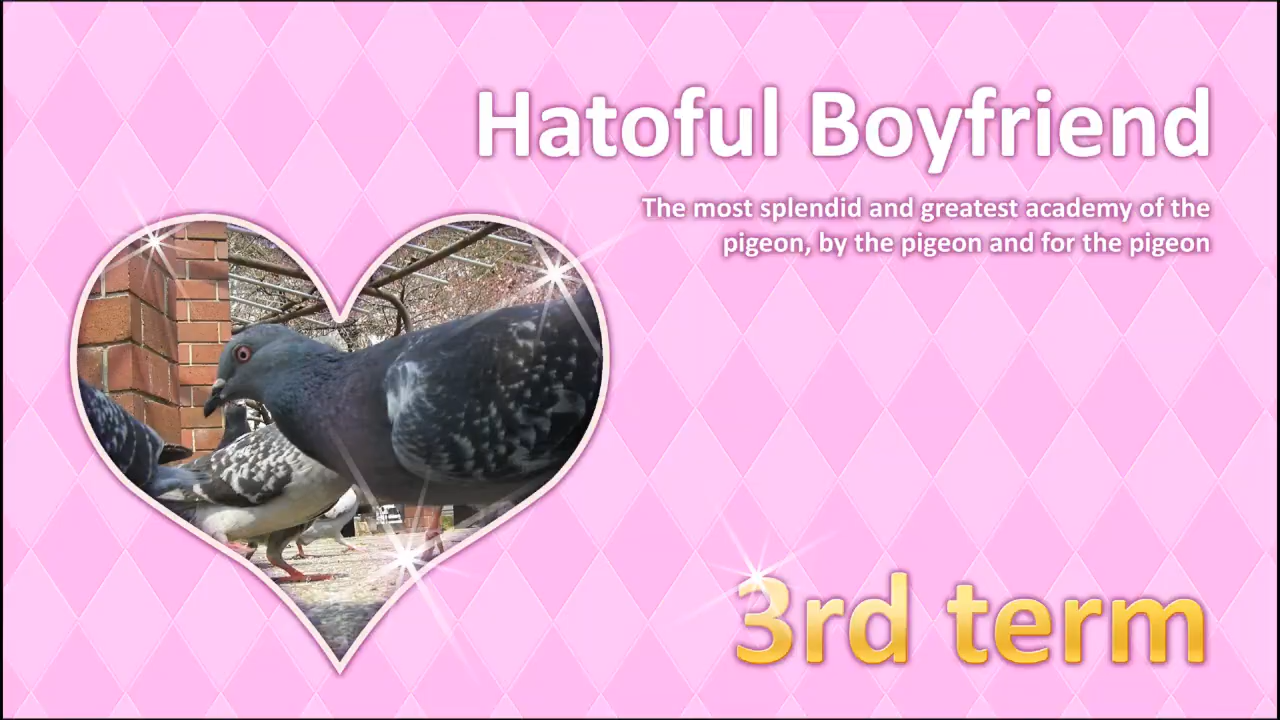 Hatoful Boyfriend
The most splendid and greatest academy of the
pigeon, by the pigeon and for the pigeon
3rd term